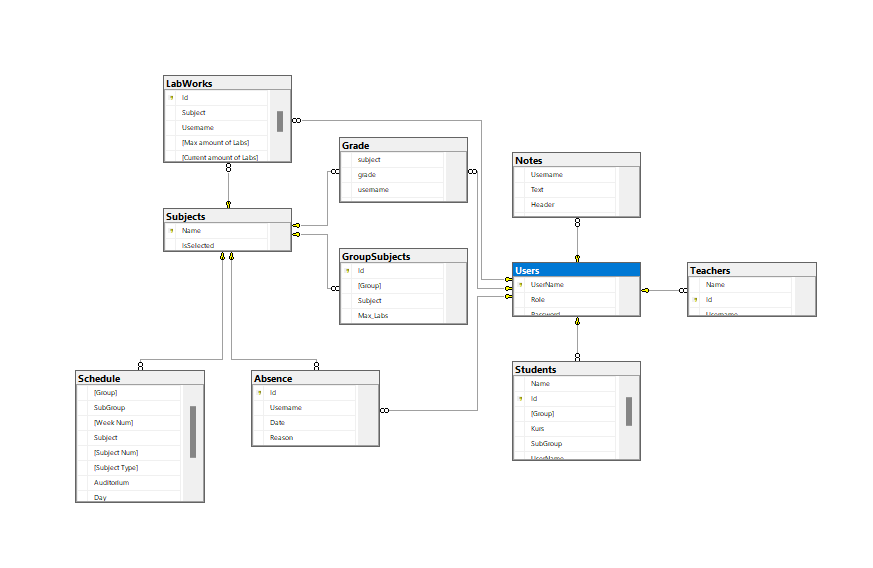 LabWorks
Id
Subject
Username
[Max amount of Labs]
[Current amount of Labs]
Grade
subject
grade
username
Notes
Username
Text
Header
Subjects
Name
IsSelected
GroupSubjects
Id
[Group]
Subject
Max_Labs
Users
UserName
Role
Password
Teachers
Name
Id
Username
Schedule
[Group]
SubGroup
[Week Num]
Subject
[Subject Num]
[Subject Type]
Auditorium
Day
Absence
Id
Username
Date
Reason
Students
Name
Id
[Group]
Kurs
SubGroup
UserName